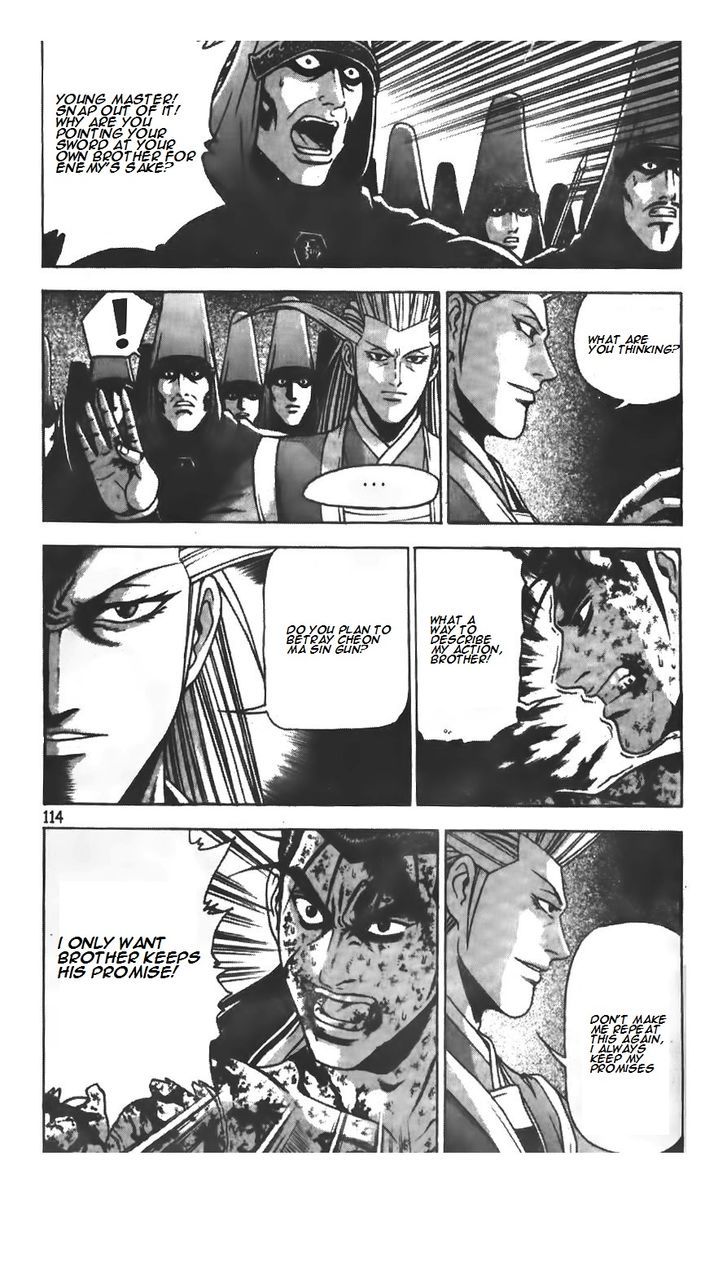 YOUNG MASTER!
SNAP OUT OF IT!
WHY ARE YOU
POINTING YOUR
SWORD AT YOUR
OWN BROTHER FOR
ENEMY'S SAKE?
!
...
WHAT ARE
YOU THINKING?
DO YOU PLAN TO
BETRAY CHEON
MA SIN GUN?
WHAT A
WAY TO
DESCRIBE
MY ACTION,
BROTHER!
114
I ONLY WANT
BROTHER KEEPS
HIS PROMISE!
DON'T MAKE
ME REPEAT
THIS AGAIN,
I ALWAYS
KEEP MY
PROMISES